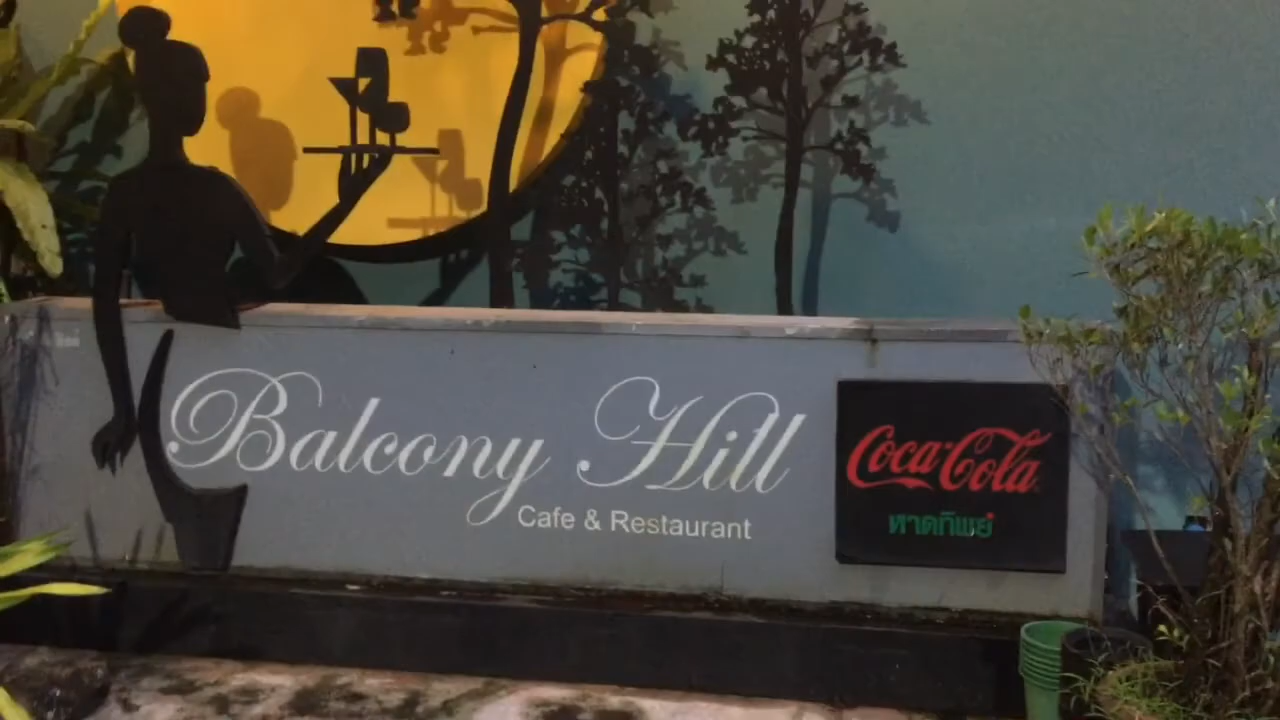 Balcony Hill
Cafe & Restaurant
Coca-Cola
หาดทิพย์